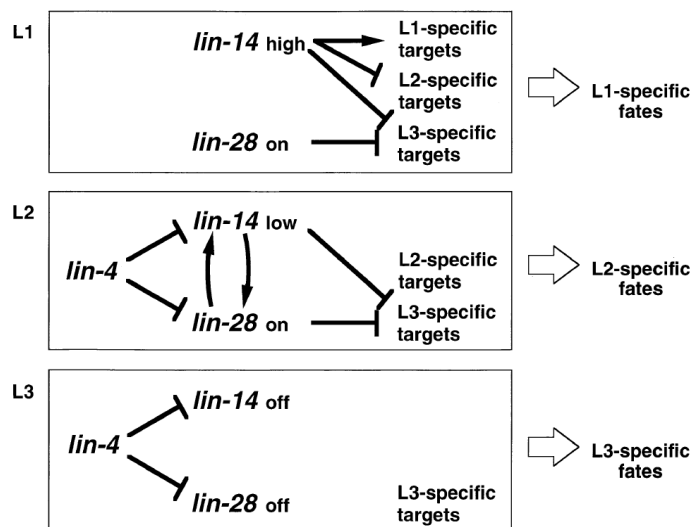 L1
lin-14 high
L1-specific
targets
L2-specific
targets
lin-28 on
L3-specific
targets
L1-specific
fates
L2
lin-14 low
lin-4
L2-specific
targets
lin-28 on
L3-specific
targets
L2-specific
fates
L3
lin-14 off
lin-4
lin-28 off
L3-specific
targets
L3-specific
fates